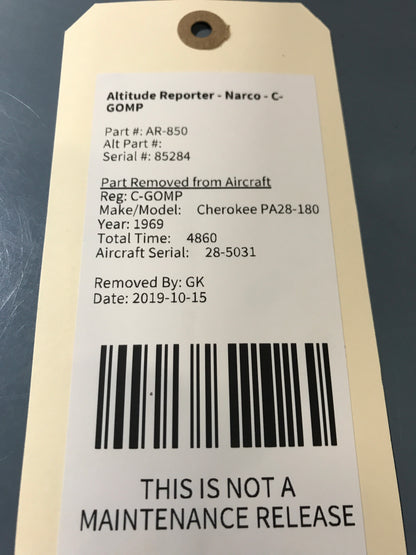 Altitude Reporter - Narco - C-
GOMP
Part #: AR-850
Alt Part #:
Serial #: 85284
Part Removed from Aircraft
Reg: C-GOMP
Make/Model: Cherokee PA28-180
Year: 1969
Total Time: 4860
Aircraft Serial: 28-5031
Removed By: GK
Date: 2019-10-15
THIS IS NOT A
MAINTENANCE RELEASE